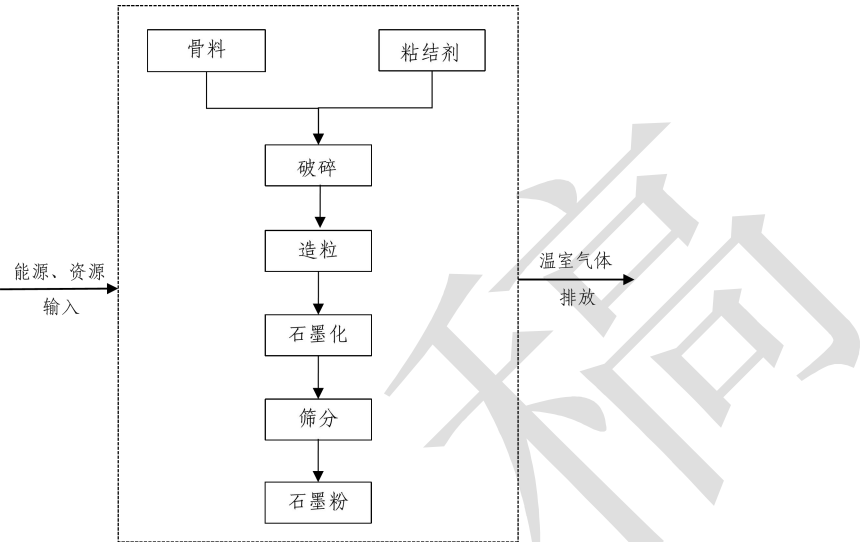 骨料
粘结剂
破碎
造粒
能源、资源
输入
温室气体
排放
石墨化
筛分
石墨粉
稿